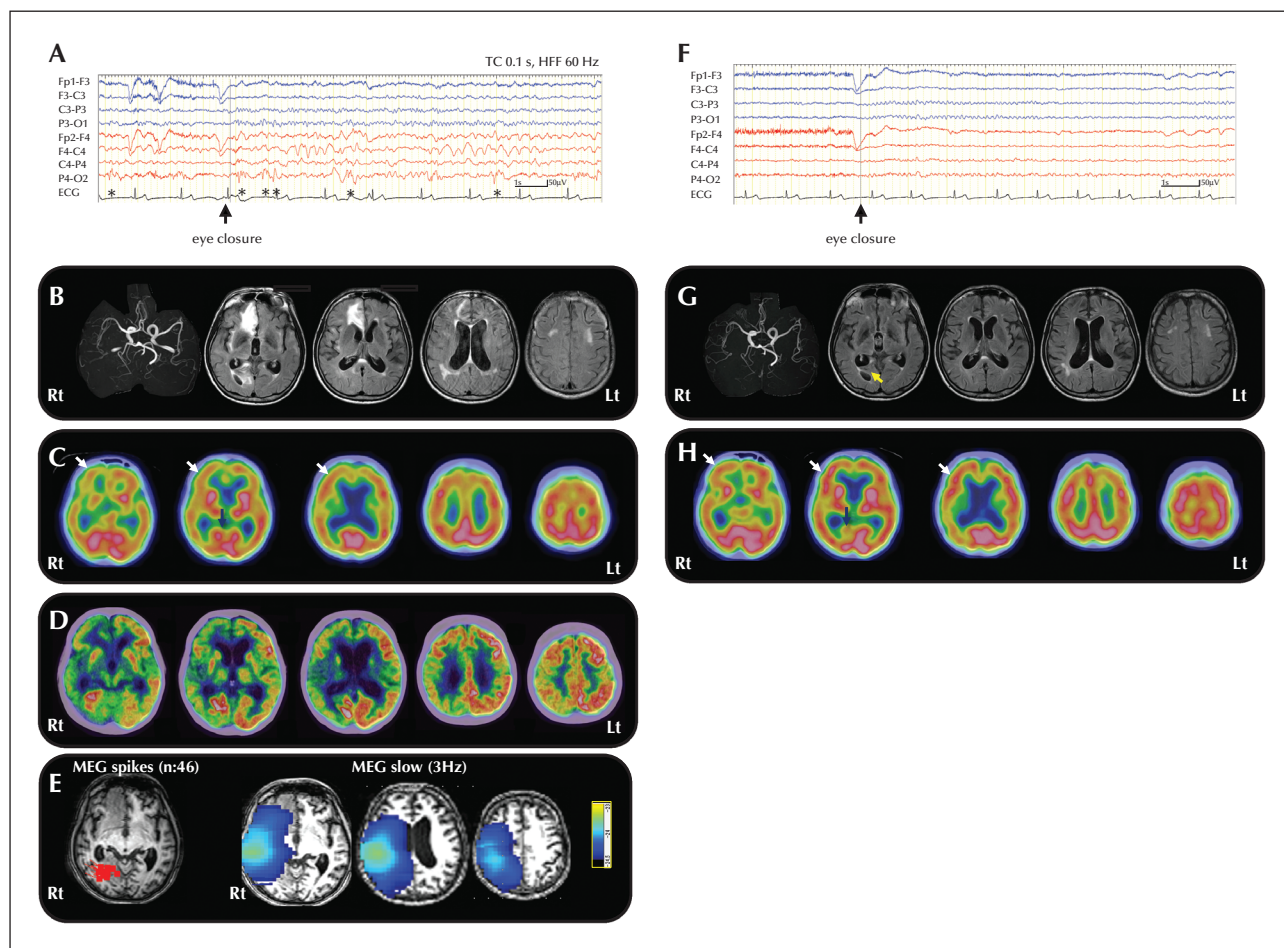 A
TC 0.1 s, HFF 60 Hz
Fp1-F3
F3-C3
C3-P3
P3-O1
Fp2-F4
F4-C4
C4-P4
P4-O2
ECG
* * * * * *
1s 50µV
eye closure
F
Fp1-F3
F3-C3
C3-P3
P3-O1
Fp2-F4
F4-C4
C4-P4
P4-O2
ECG
1s 50µV
eye closure
B
Rt Lt
G
Rt Lt
C
Rt Lt
H
Rt Lt
D
Rt Lt
E
MEG spikes (n:46) MEG slow (3Hz)
Rt Rt